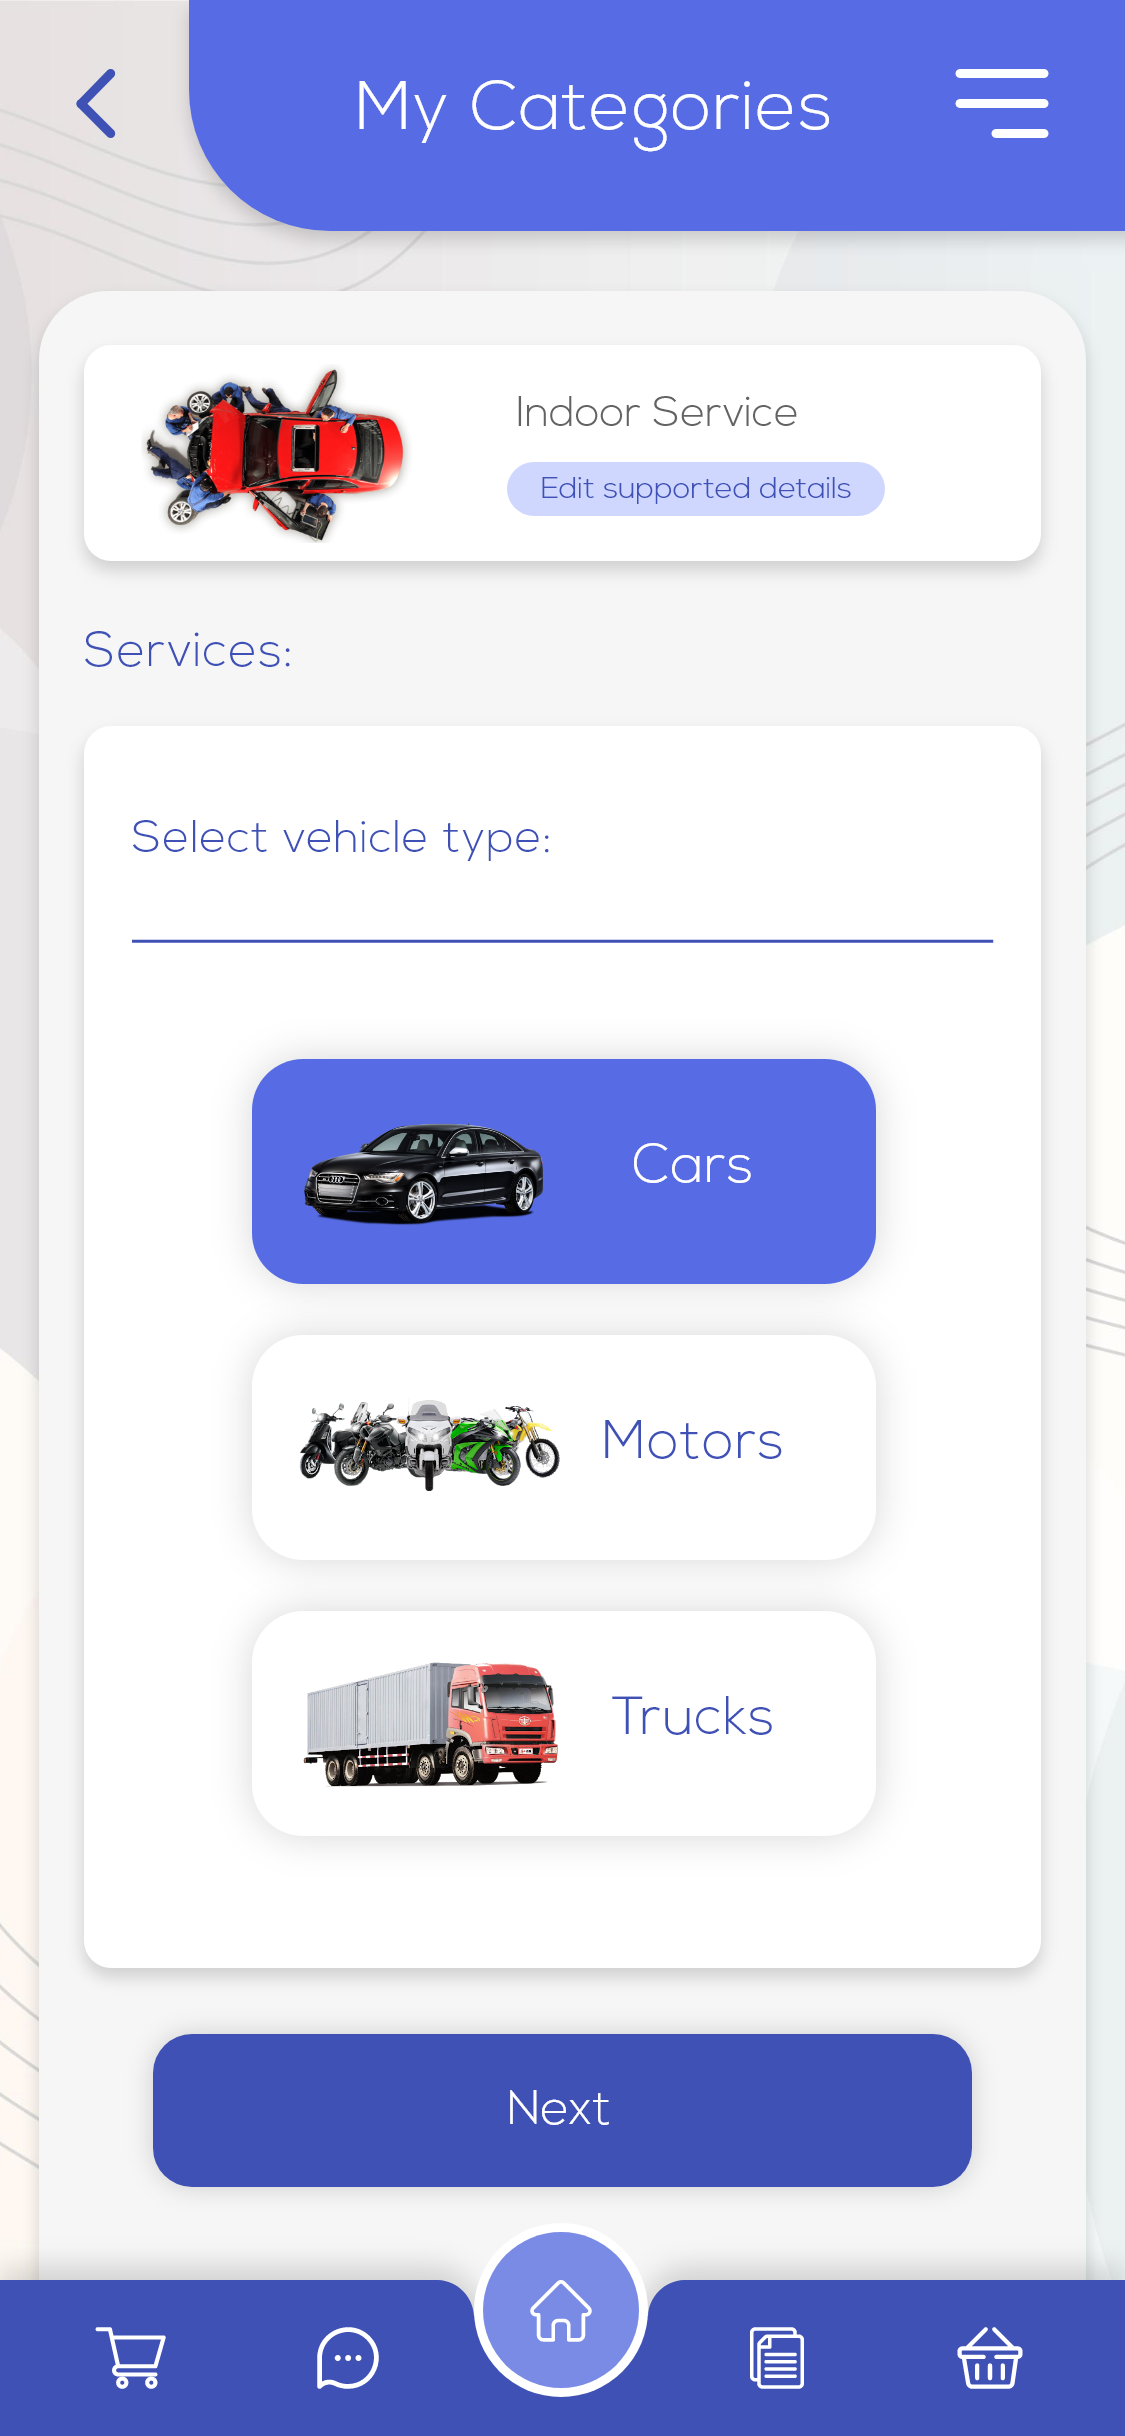 My Categories
Indoor Service
Edit supported details
Services:
Select vehicle type:
Cars
Motors
Trucks
Next